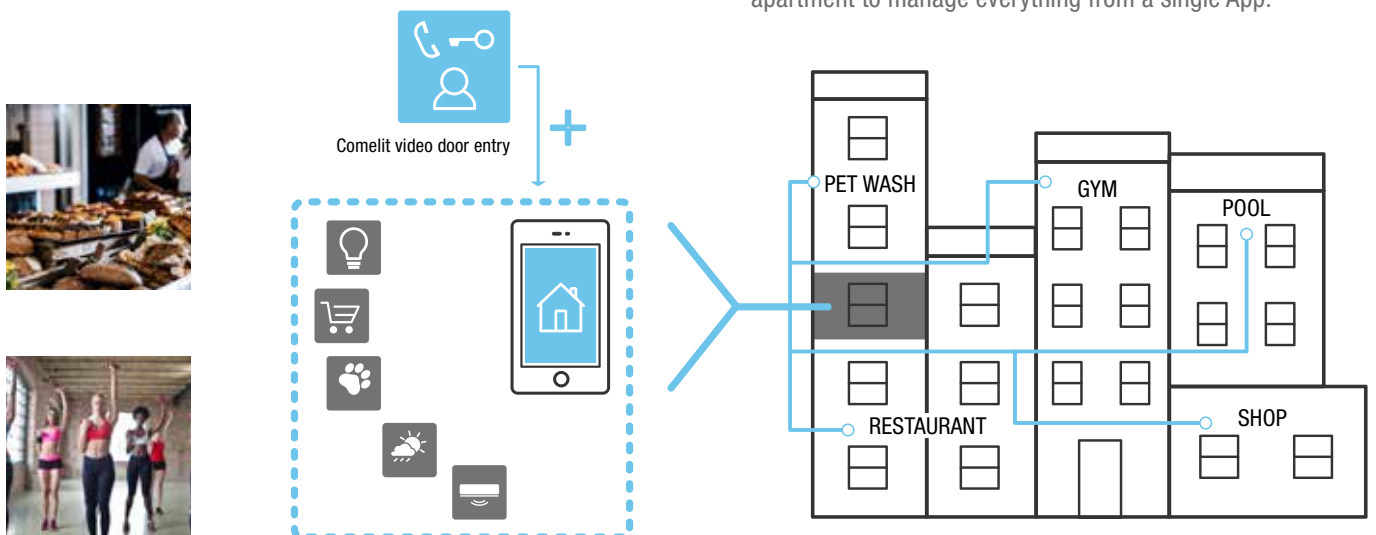 apartment to manage everything from a single App.
Comelit video door entry
PET WASH
GYM
POOL
RESTAURANT
SHOP